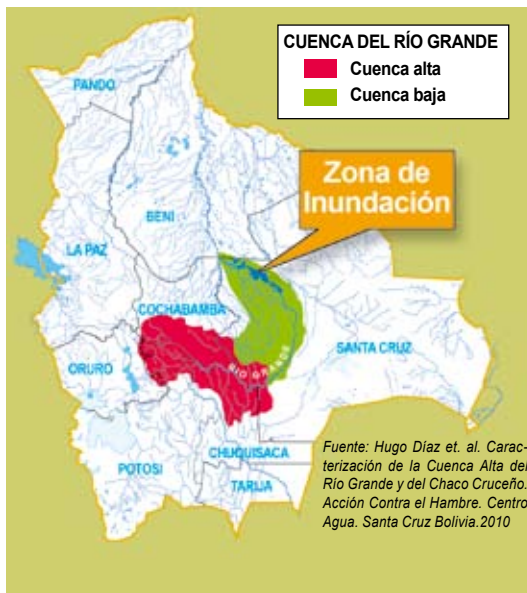 CUENCA DEL RÍO GRANDE
Cuenca alta
Cuenca baja
PANDO
Zona de
Inundación
BENI
LA PAZ
COCHABAMBA
SANTA CRUZ
ORURO
RÍO GRANDE
CHUQUISACA
POTOSI
TARIJA
Fuente: Hugo Díaz et. al. Carac-
terización de la Cuenca Alta del
Río Grande y del Chaco Cruceño.
Acción Contra el Hambre. Centro
Agua. Santa Cruz Bolivia.2010